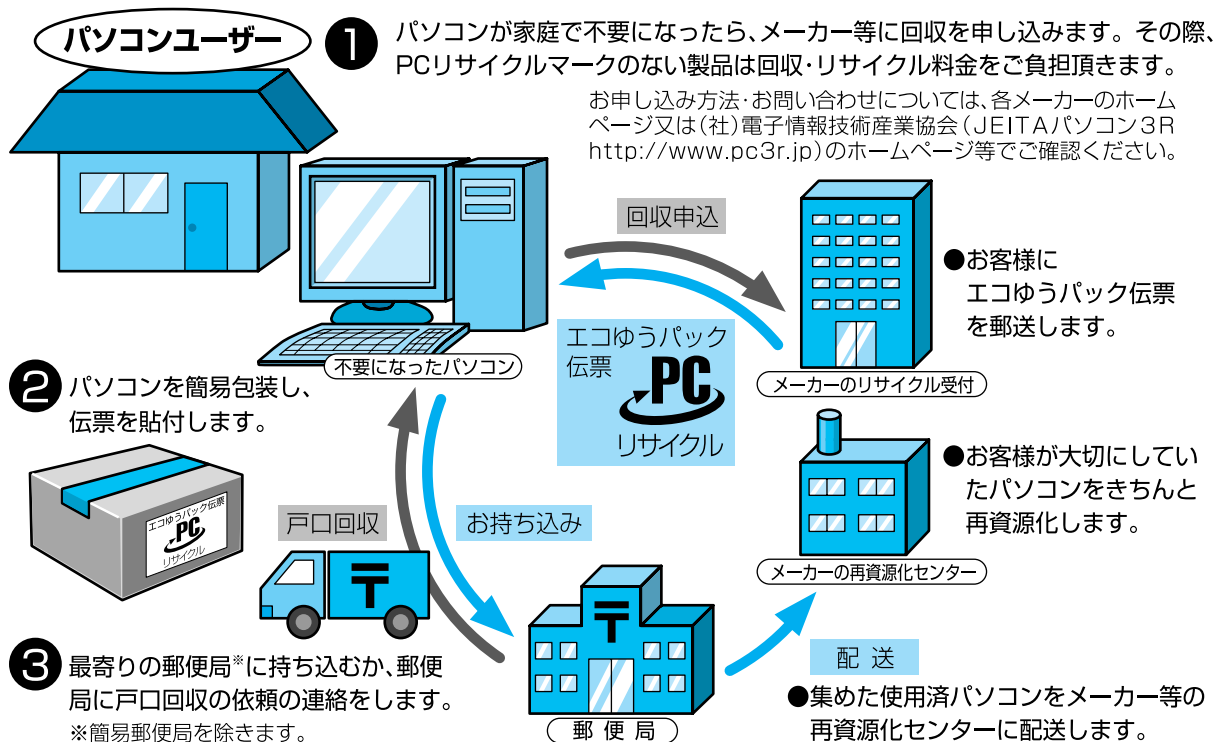 パソコンユーザー
❶ パソコンが家庭で不要になったら、メーカー等に回収を申し込みます。その際、
PCリサイクルマークのない製品は回収・リサイクル料金をご負担頂きます。
お申し込み方法・お問い合わせについては、各メーカーのホーム
ページ又は(社)電子情報技術産業協会(JEITAパソコン3R
http://www.pc3r.jp)のホームページ等でご確認ください。
回収申込
●お客様に
エコゆうパック伝票
を郵送します。
エコゆうパック
伝票
PC
リサイクル
不要になったパソコン
メーカーのリサイクル受付
❷ パソコンを簡易包装し、
伝票を貼付します。
エコゆうパック伝票
PC
リサイクル
●お客様が大切にしてい
たパソコンをきちんと
再資源化します。
メーカーの再資源化センター
戸口回収
お持ち込み
〒
〒
❸ 最寄りの郵便局※に持ち込むか、郵便
局に戸口回収の依頼の連絡をします。
※簡易郵便局を除きます。
郵便局
配送
●集めた使用済パソコンをメーカー等の
再資源化センターに配送します。